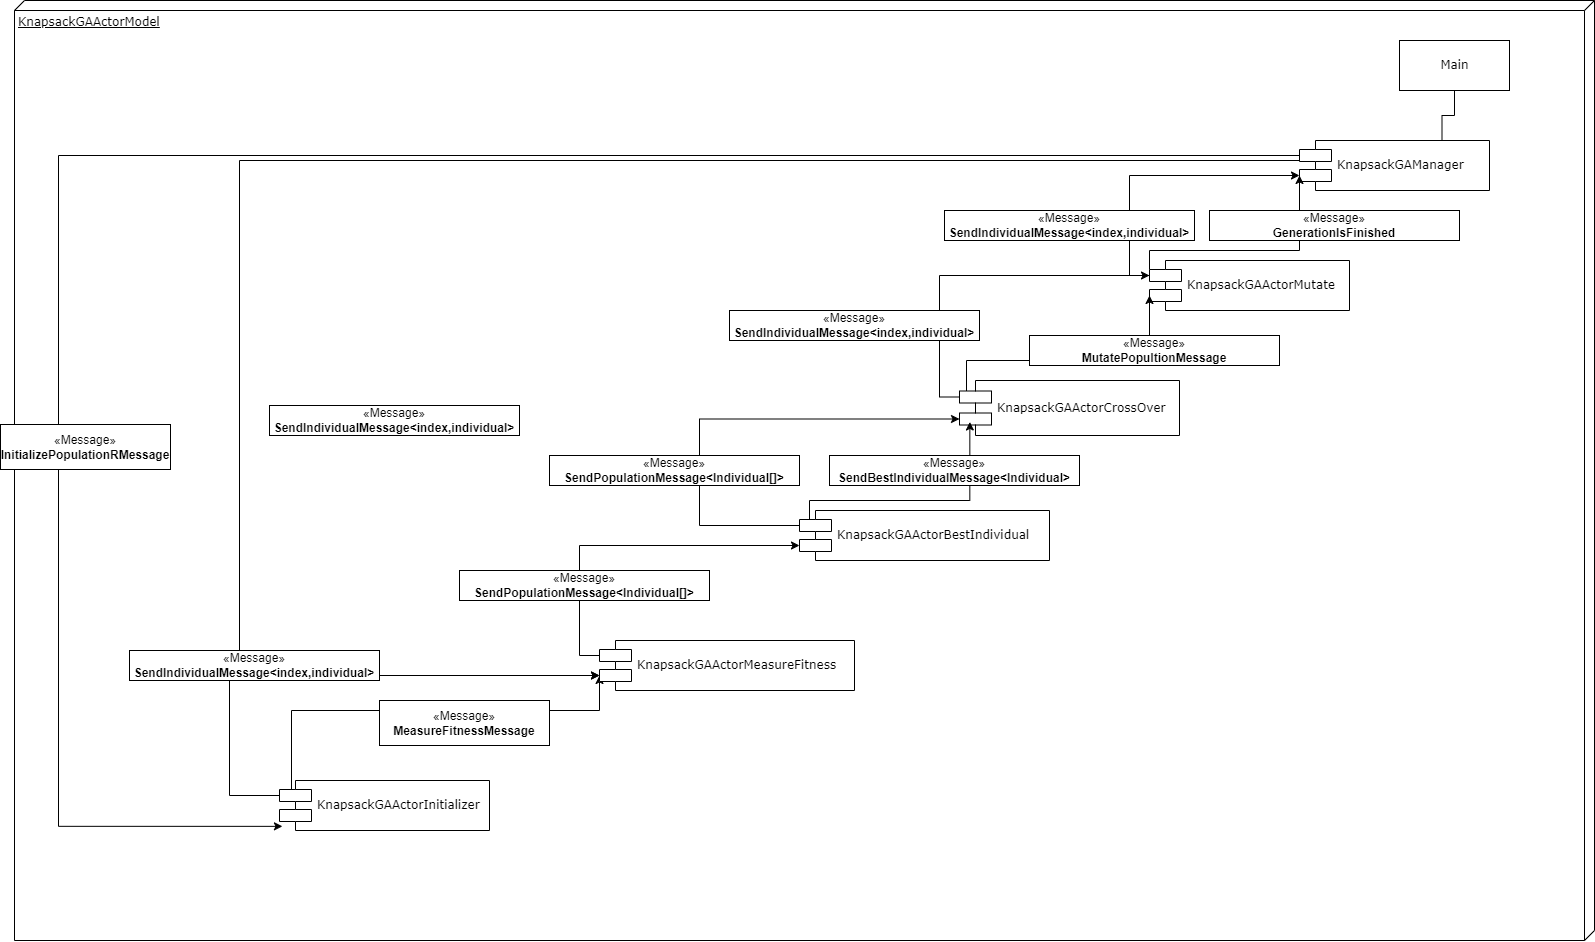 KnapsackGAActorModel
Main
KnapsackGAManager
«Message»
SendIndividualMessage<index,individual>
«Message»
GenerationIsFinished
KnapsackGAActorMutate
«Message»
SendIndividualMessage<index,individual>
«Message»
MutatePopultionMessage
KnapsackGAActorCrossOver
«Message»
SendIndividualMessage<index,individual>
«Message»
InitializePopulationRMessage
«Message»
SendPopulationMessage<Individual[]>
«Message»
SendBestIndividualMessage<Individual>
KnapsackGAActorBestIndividual
«Message»
SendPopulationMessage<Individual[]>
«Message»
SendIndividualMessage<index,individual>
KnapsackGAActorMeasureFitness
«Message»
MeasureFitnessMessage
KnapsackGAActorInitializer